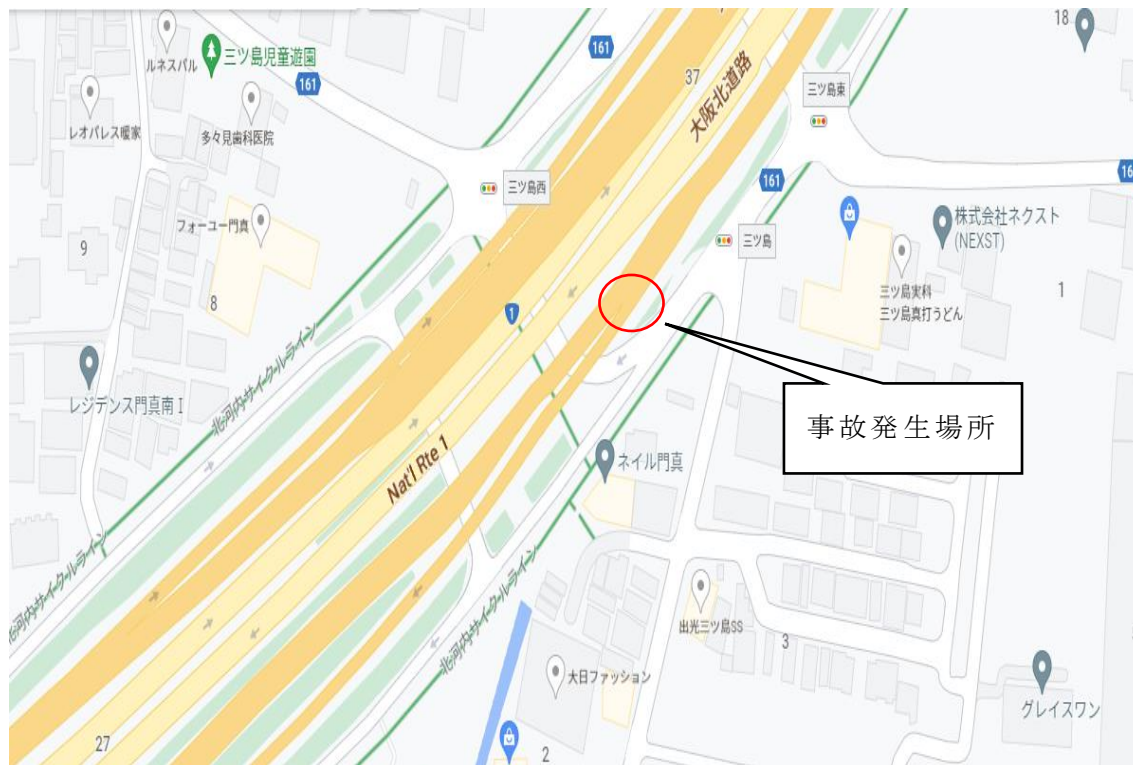 ルネスパル
三ツ島児童遊園
161
161
37
大阪北道路
18
三ツ島東
レオパレス曖家
多々見歯科医院
三ツ島西
161
16
フォーユー門真
三ツ島
株式会社ネクスト
(NEXST)
9
8
1
三ツ島実科
三ツ島真打うどん
1
レジデンス門真南 I
北河内サイクルライン
事故発生場所
ネイル門真
Nat'l Rte 1
北河内サイクルライン
北河内サイクルライン
出光三ツ島SS
3
大日ファッション
グレイスワン
27
2